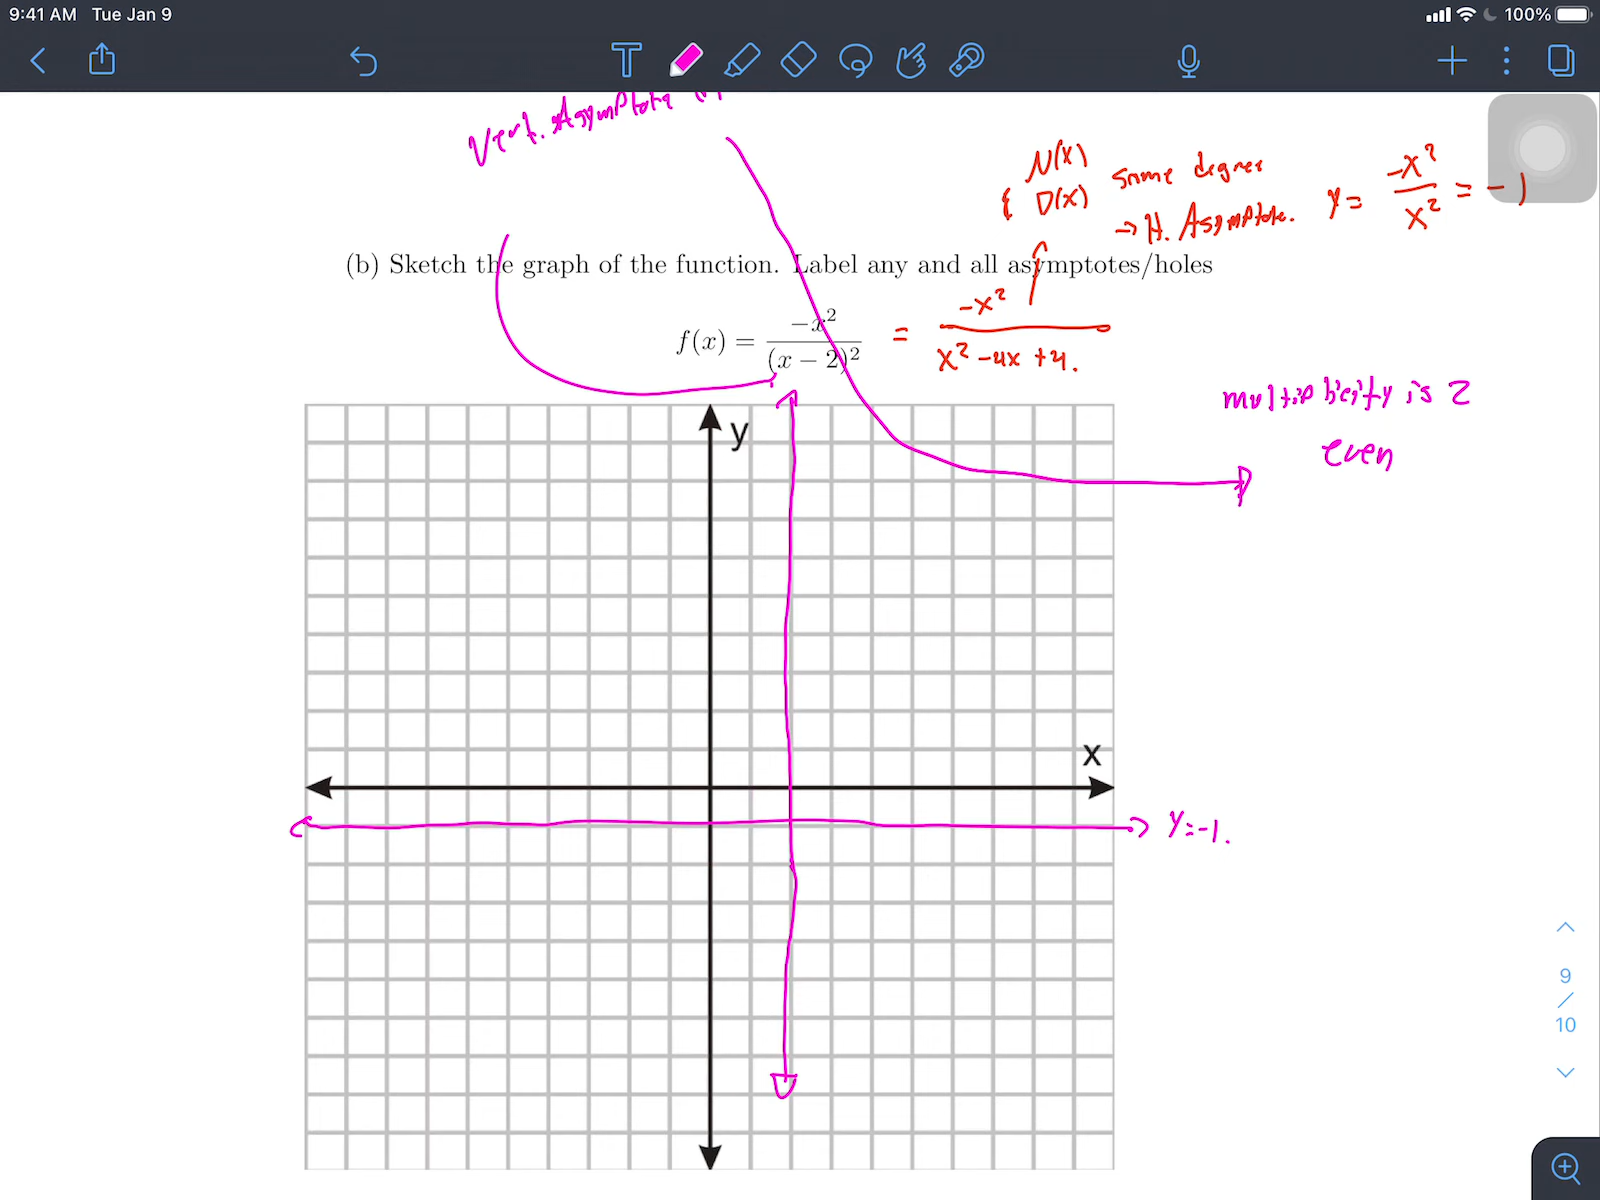 9:41 AM Tue Jan 9
100%
Vert. Asymptote
N(x)
& D(x) same degree
→ H. Asymptote.
y = -x² / x² = -1
(b) Sketch the graph of the function. Label any and all asymptotes/holes
f(x) = −x² / (x − 2)² = -x² / x² -4x +4.
multiplicity is 2
even
y
x
y=-1.
9
/
10